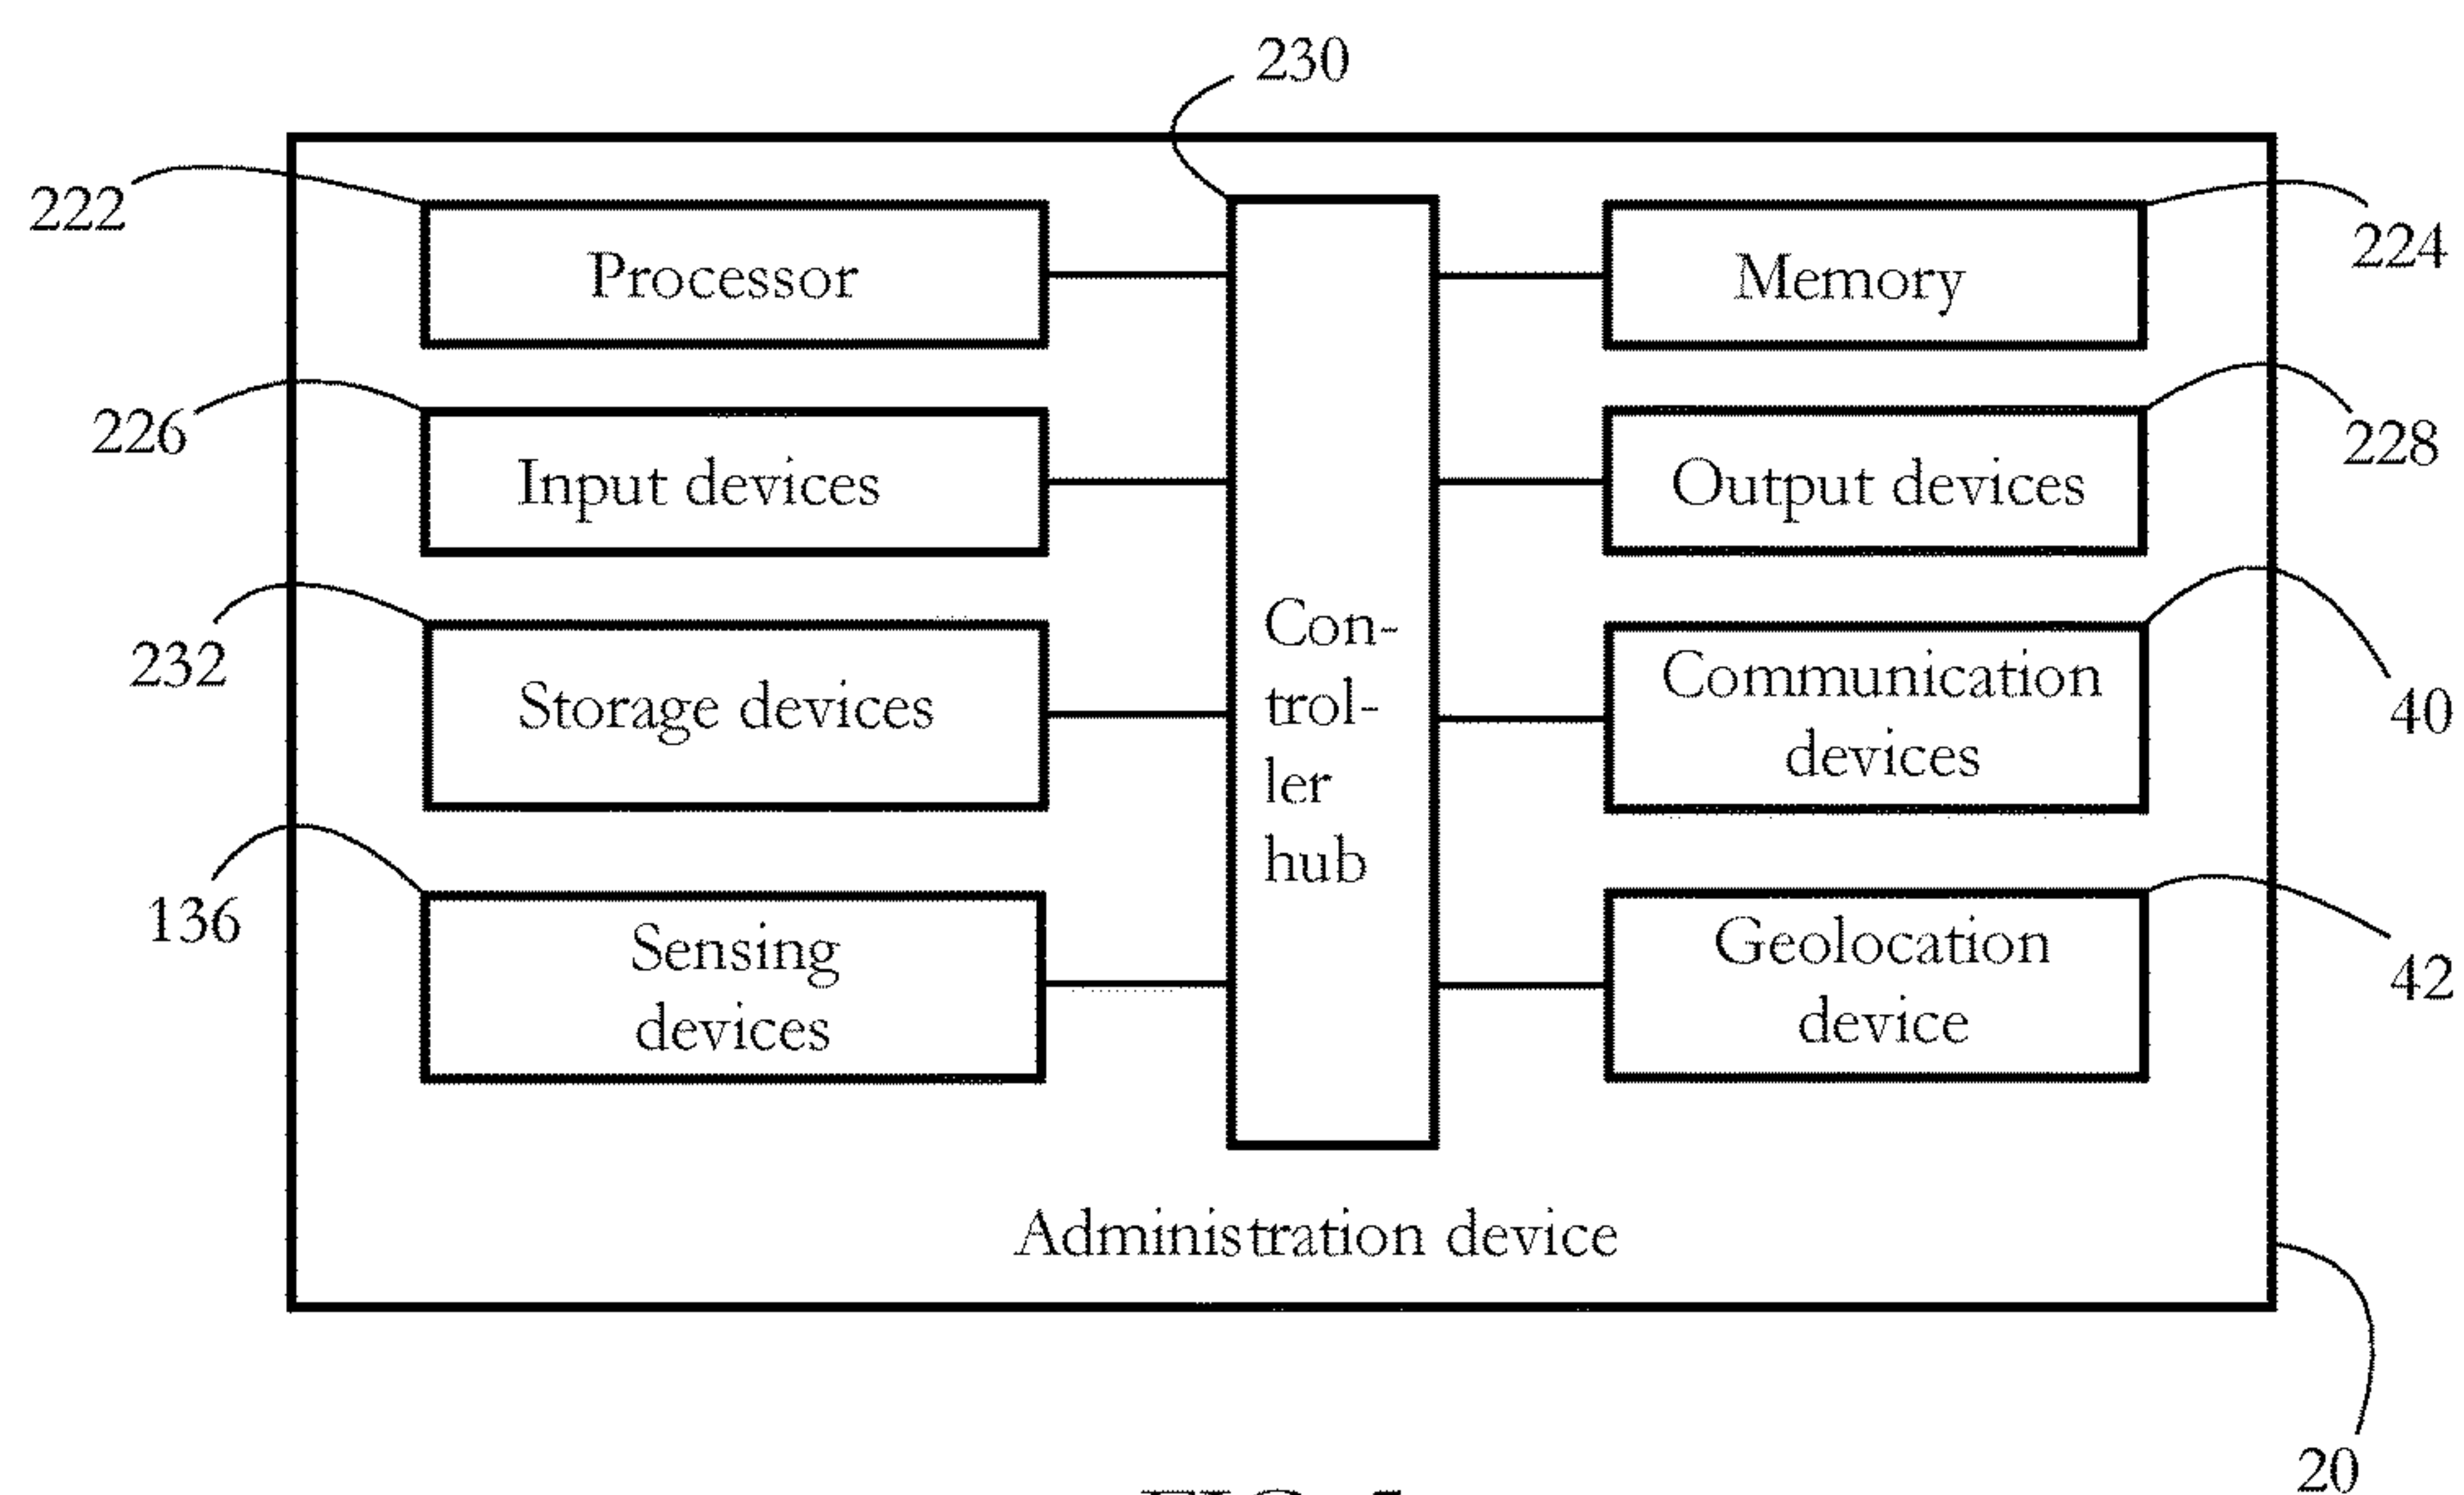 230
222
Processor
Memory
224
226
Input devices
Output devices
228
232
Storage devices
Con-
trol-
ler
hub
Communication
devices
40
136
Sensing
devices
Geolocation
device
42
Administration device
20